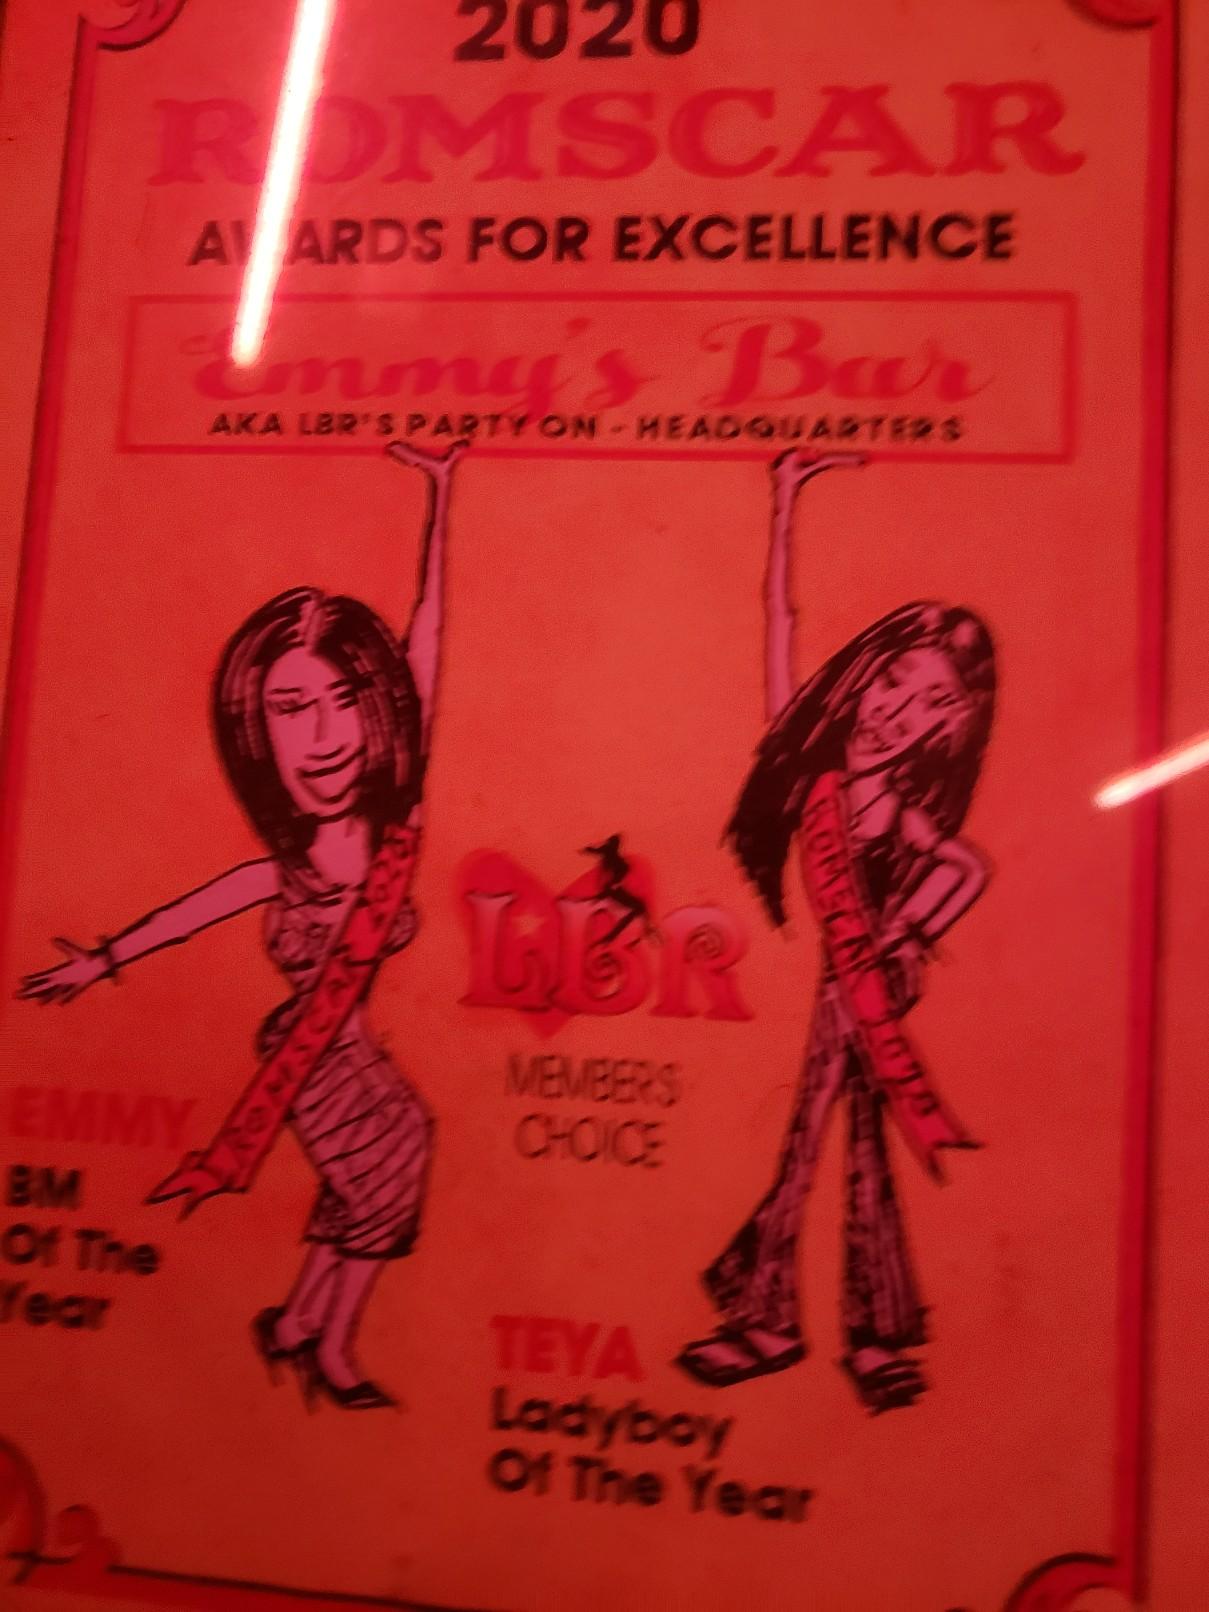 2020
ROMSCAR
AWARDS FOR EXCELLENCE
Emmy's Bar
AKA LBR'S PARTY ON - HEADQUARTERS
LBR
MEMBERS
CHOICE
EMMY
BM
Of The
Year
TEYA
Ladyboy
Of The Year